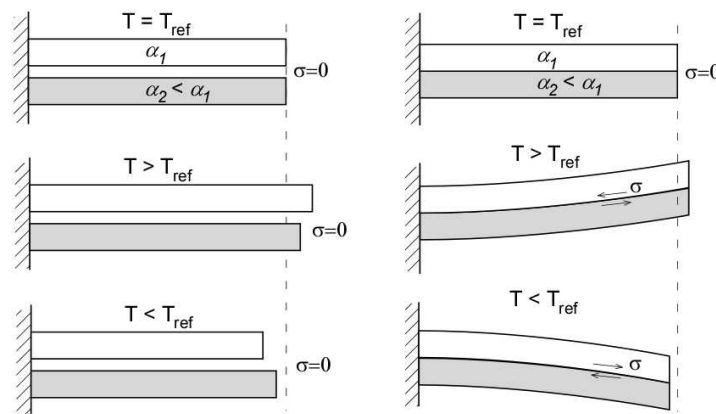 T = T_ref
α_1
σ=0
α_2 < α_1
T > T_ref
σ=0
T < T_ref
σ=0
T = T_ref
α_1
σ=0
α_2 < α_1
T > T_ref
σ
T < T_ref
σ